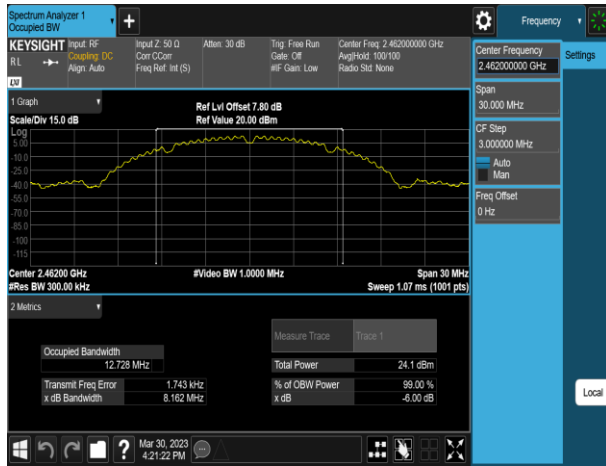 Spectrum Analyzer 1
Occupied BW
Frequency
KEYSIGHT
RL
Input: RF
Coupling: DC
Align: Auto
Input Z: 50 Ω
Corr CCorr
Freq Ref: Int (S)
Atten: 30 dB
Trig: Free Run
Gate: Off
#IF Gain: Low
Center Freq: 2.462000000 GHz
Avg|Hold: 100/100
Radio Std: None
LXI
1 Graph
Scale/Div 15.0 dB
Ref Lvl Offset 7.80 dB
Ref Value 20.00 dBm
Log
5.00
-10.0
-25.0
-40.0
-55.0
-70.0
-85.0
-100
-115
Center 2.46200 GHz
#Res BW 300.00 kHz
#Video BW 1.0000 MHz
Span 30 MHz
Sweep 1.07 ms (1001 pts)
2 Metrics
Measure Trace Trace 1
Occupied Bandwidth
12.728 MHz
Total Power 24.1 dBm
Transmit Freq Error 1.743 kHz
% of OBW Power 99.00 %
x dB Bandwidth 8.162 MHz
x dB -6.00 dB
Center Frequency
2.462000000 GHz
Settings
Span
30.000 MHz
CF Step
3.000000 MHz
Auto
Man
Freq Offset
0 Hz
Local
?
Mar 30, 2023
4:21:22 PM